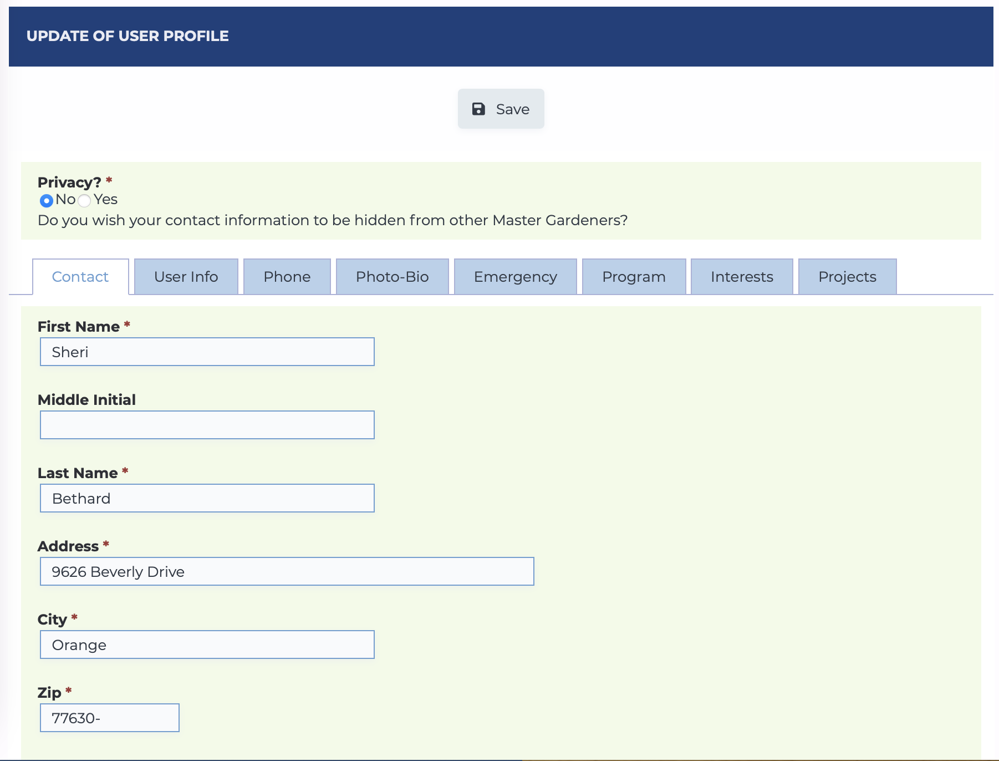 UPDATE OF USER PROFILE
Save
Privacy? *
No Yes
Do you wish your contact information to be hidden from other Master Gardeners?
Contact User Info Phone Photo-Bio Emergency Program Interests Projects
First Name *
Sheri
Middle Initial
Last Name *
Bethard
Address *
9626 Beverly Drive
City *
Orange
Zip *
77630-